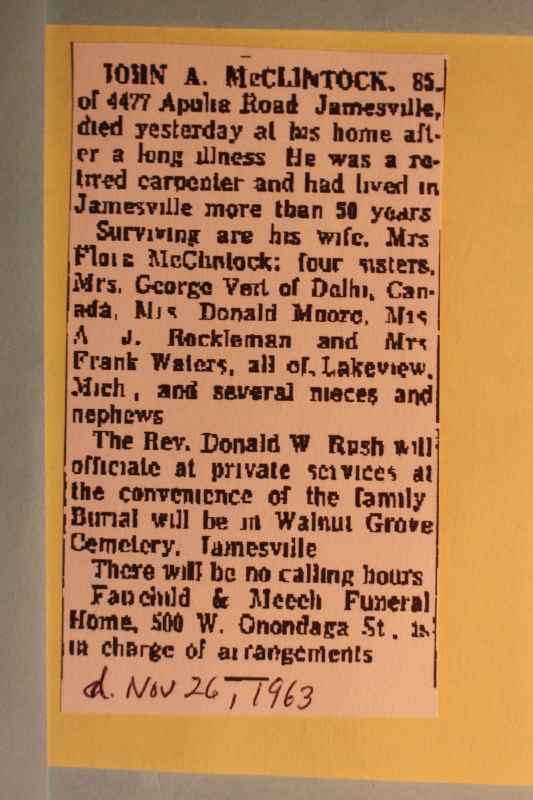 JOHN A. McCLINTOCK, 85,
of 4477 Apulia Road Jamesville,
died yesterday at his home aft-
er a long illness He was a re-
tired carpenter and had lived in
Jamesville more than 50 years
Surviving are his wife, Mrs
McClintock; four sisters,
Mrs. George Vert of Delhi, Can-
ada, Mrs Donald Moore, Mrs
A J. Rockleman and Mrs
Frank Waters, all of Lakeview,
Mich, and several nieces and
nephews
The Rev. Donald W Rush will
officiate at private services at
the convenience of the family
Burial will be in Walnut Grove
Cemetery, Jamesville
There will be no calling hours
Fairchild & Meech Funeral
Home, 500 W. Onondaga St, is
in charge of arrangements
d. Nov 26, 1963